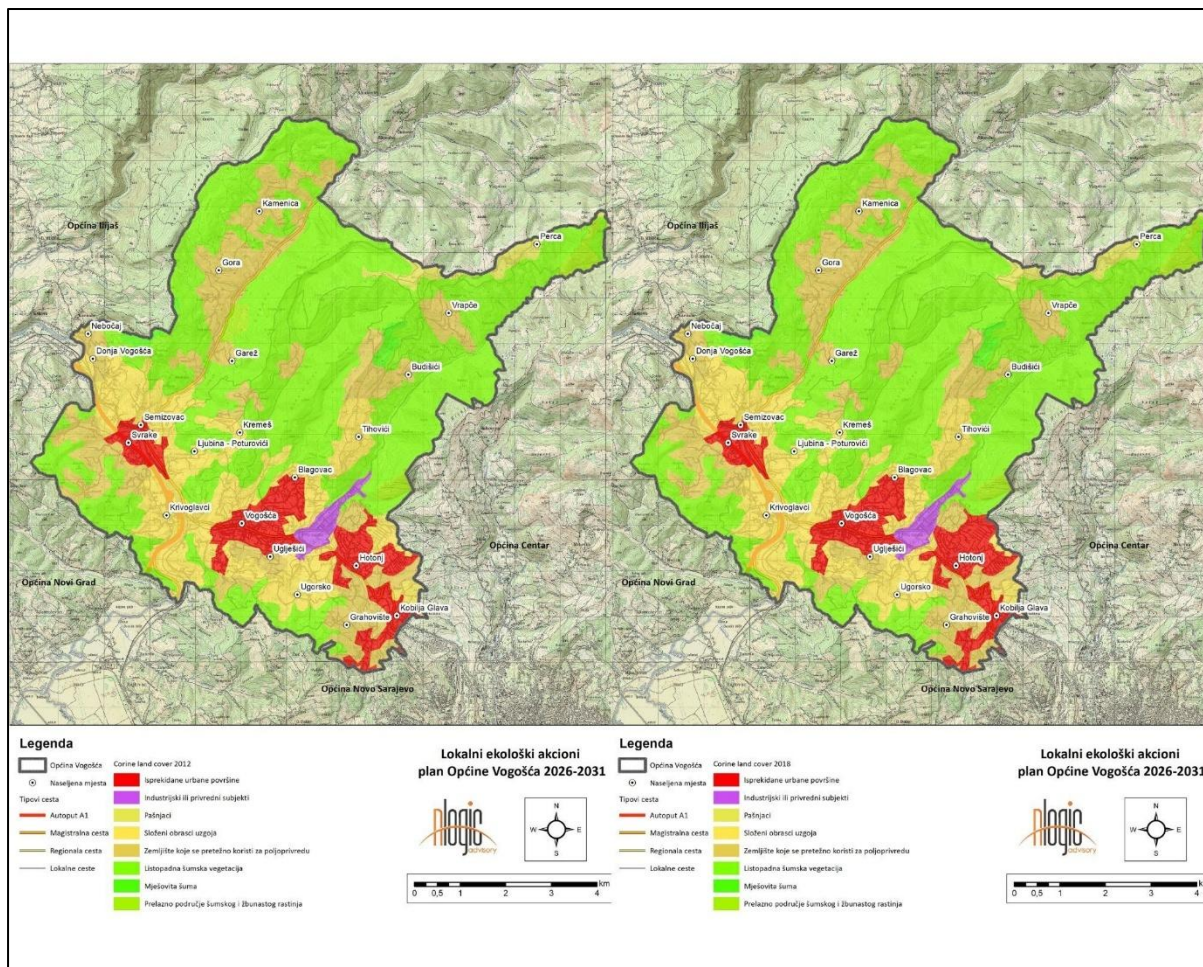 Kamenica
Općina Ilijaš
Perca
Gora
Vrapče
Nebočaj
Donja Vogošća
Garež
Budišići
Semizovac
Kremeš
Svrake
Tihovići
Ljubina - Poturovići
Blagovac
Krivoglavci
Vogošća
Općina Centar
Uglješići
Hotonj
Općina Novi Grad
Ugorsko
Kobilja Glava
Grahovište
Općina Novo Sarajevo
Kamenica
Perca
Gora
Vrapče
Nebočaj
Donja Vogošća
Garež
Budišići
Semizovac
Kremeš
Svrake
Tihovići
Ljubina - Poturovići
Blagovac
Krivoglavci
Vogošća
Općina Centar
Uglješići
Hotonj
Ugorsko
Kobilja Glava
Grahovište
Općina Novo Sarajevo
Legenda
Općina Vogošća
Naseljena mjesta
Tipovi cesta
Autoput A1
Magistralna cesta
Regionalna cesta
Lokalne ceste
Corine land cover 2012
Isprekidane urbane površine
Industrijski ili privredni subjekti
Pašnjaci
Složeni obrasci uzgoja
Zemljište koje se pretežno koristi za poljoprivredu
Listopadna šumska vegetacija
Mješovita šuma
Prelazno područje šumskog i žbunastog rastinja
Lokalni ekološki akcioni
plan Općine Vogošća 2026-2031
nlogic
advisory
N
W E
S
0 0,5 1 2 3 4 km
Legenda
Općina Vogošća
Naseljena mjesta
Tipovi cesta
Autoput A1
Magistralna cesta
Regionalna cesta
Lokalne ceste
Corine land cover 2018
Isprekidane urbane površine
Industrijski ili privredni subjekti
Pašnjaci
Složeni obrasci uzgoja
Zemljište koje se pretežno koristi za poljoprivredu
Listopadna šumska vegetacija
Mješovita šuma
Prelazno područje šumskog i žbunastog rastinja
Lokalni ekološki akcioni
plan Općine Vogošća 2026-2031
nlogic
advisory
N
W E
S
0 0,5 1 2 3 4